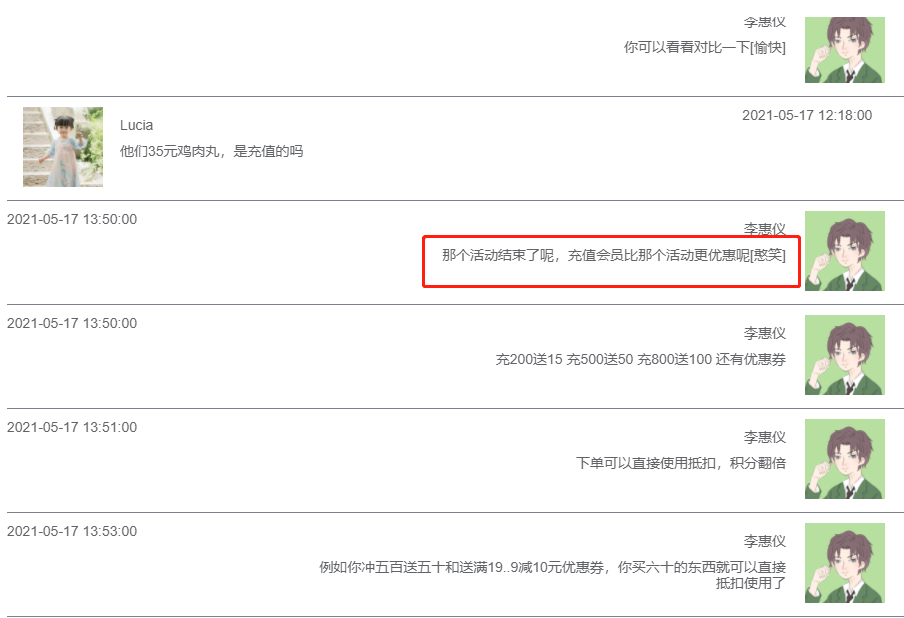 李惠仪
你可以看看对比一下[愉快]
2021-05-17 12:18:00
Lucia
他们35元鸡肉丸，是充值的吗
2021-05-17 13:50:00
李惠仪
那个活动结束了呢，充值会员比那个活动更优惠呢[憨笑]
2021-05-17 13:50:00
李惠仪
充200送15 充500送50 充800送100 还有优惠券
2021-05-17 13:51:00
李惠仪
下单可以直接使用抵扣，积分翻倍
2021-05-17 13:53:00
李惠仪
例如你冲五百送五十和送满19..9减10元优惠券，你买六十的东西就可以直接
抵扣使用了